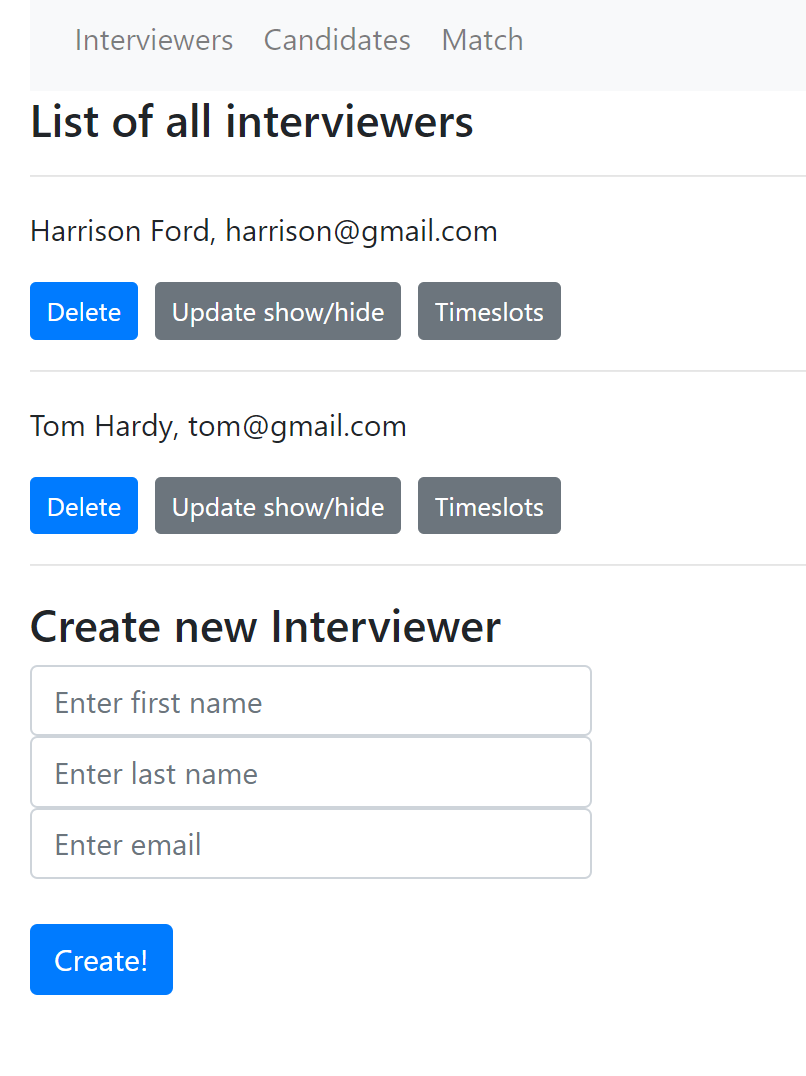 Interviewers Candidates Match
List of all interviewers
Harrison Ford, harrison@gmail.com
Delete Update show/hide Timeslots
Tom Hardy, tom@gmail.com
Delete Update show/hide Timeslots
Create new Interviewer
Enter first name
Enter last name
Enter email
Create!